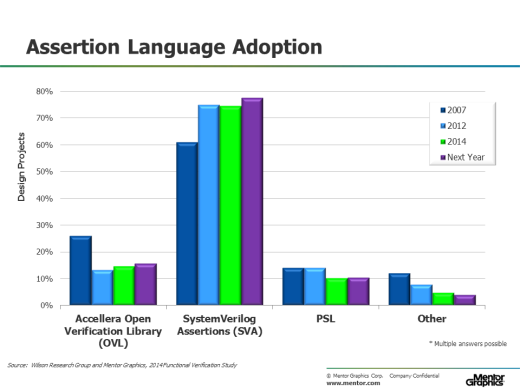 Assertion Language Adoption
80%
70%
60%
50%
40%
30%
20%
10%
0%
Design Projects
2007
2012
2014
Next Year
Accellera Open
Verification Library
(OVL)
SystemVerilog
Assertions (SVA)
PSL
Other
* Multiple answers possible
Source: Wilson Research Group and Mentor Graphics, 2014 Functional Verification Study
© Mentor Graphics Corp. Company Confidential
www.mentor.com
Mentor
Graphics